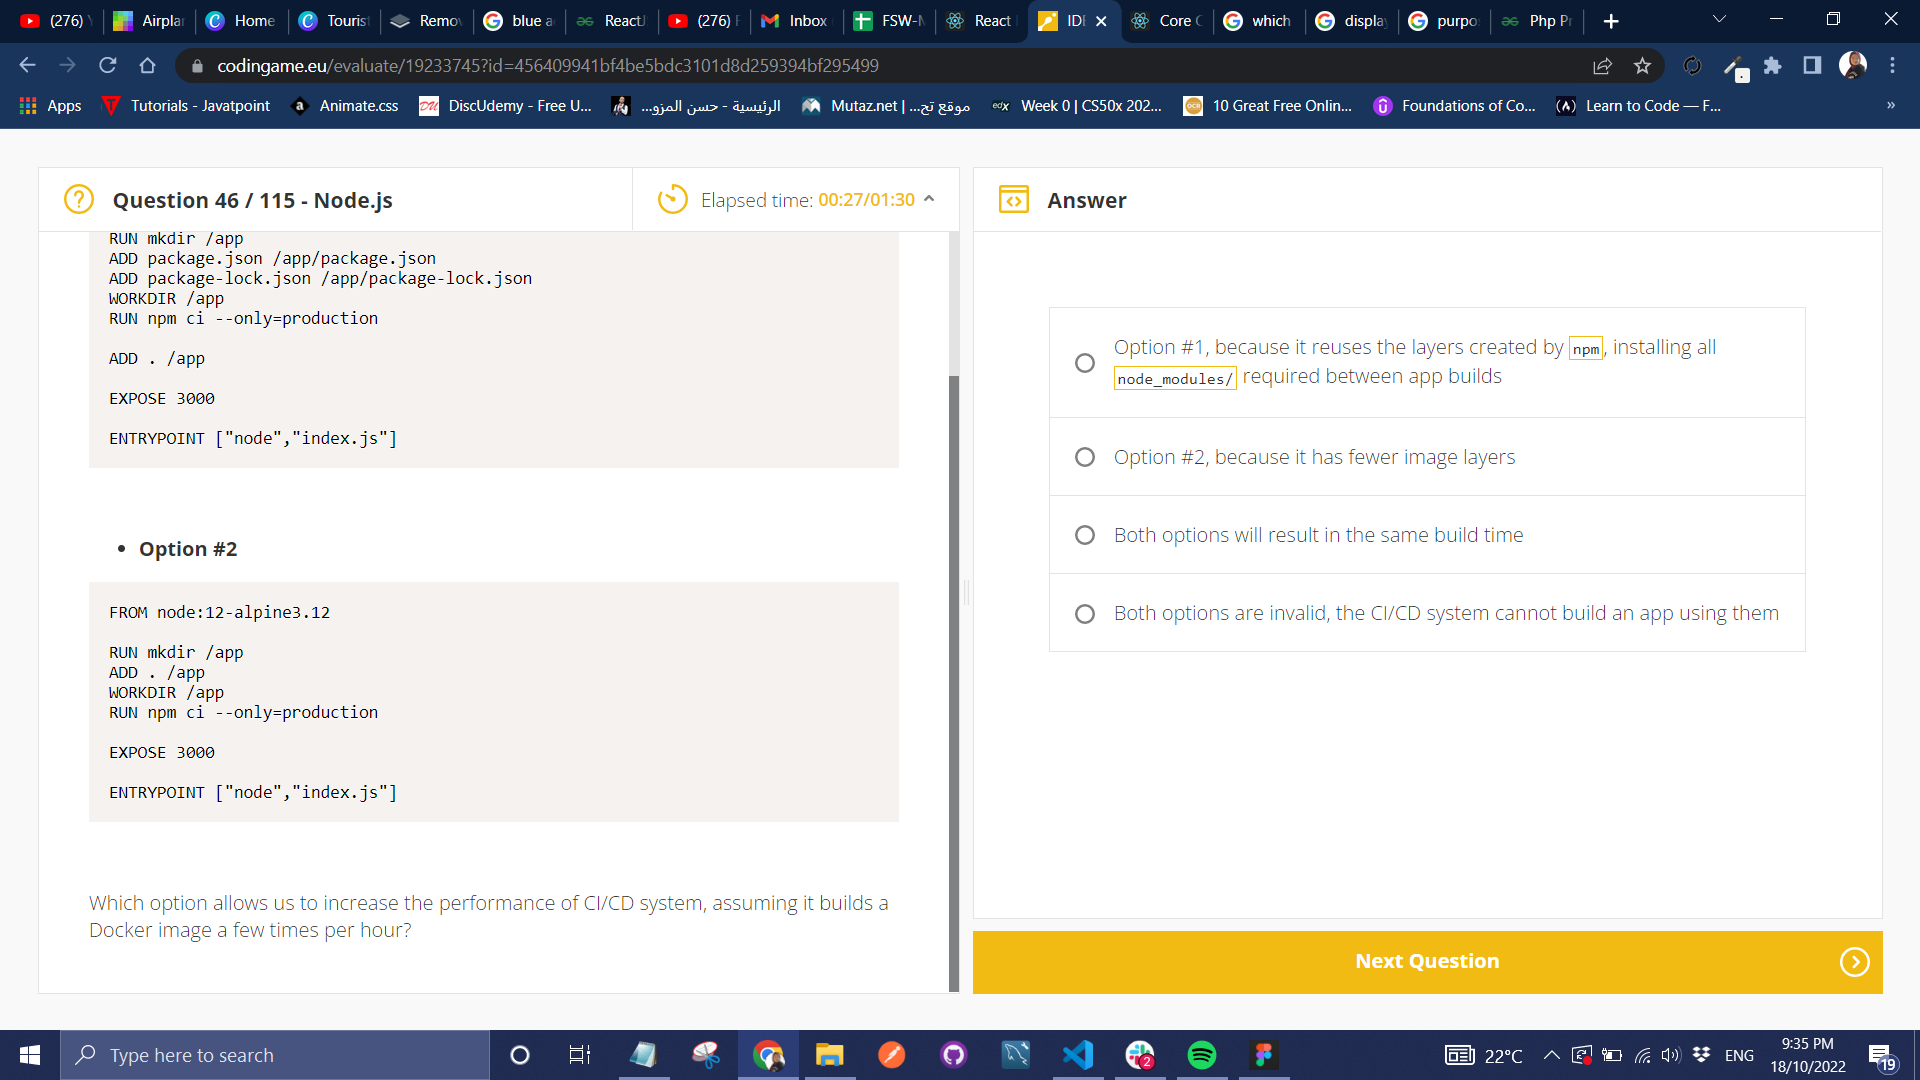 (276) Y
Airplan
Home
Tourist
Remov
blue a
ReactJ
(276) F
Inbox
FSW-N
React
IDE
Core C
which
display
purpo
Php Pr
codingame.eu/evaluate/19233745?id=456409941bf4be5bdc3101d8d259394bf295499
Apps
Tutorials - Javatpoint
Animate.css
DiscUdemy - Free U...
الرئيسية - حسن المزو...
Mutaz.net | موقع تح...
Week 0 | CS50x 202...
10 Great Free Onlin...
Foundations of Co...
Learn to Code — F...
»
Question 46 / 115 - Node.js
Elapsed time: 00:27/01:30
RUN mkdir /app
ADD package.json /app/package.json
ADD package-lock.json /app/package-lock.json
WORKDIR /app
RUN npm ci --only=production
ADD . /app
EXPOSE 3000
ENTRYPOINT ["node","index.js"]
• Option #2
FROM node:12-alpine3.12
RUN mkdir /app
ADD . /app
WORKDIR /app
RUN npm ci --only=production
EXPOSE 3000
ENTRYPOINT ["node","index.js"]
Which option allows us to increase the performance of CI/CD system, assuming it builds a
Docker image a few times per hour?
Answer
Option #1, because it reuses the layers created by npm, installing all
node_modules/ required between app builds
Option #2, because it has fewer image layers
Both options will result in the same build time
Both options are invalid, the CI/CD system cannot build an app using them
Next Question
Type here to search
2
22°C
ENG
9:35 PM
18/10/2022
19